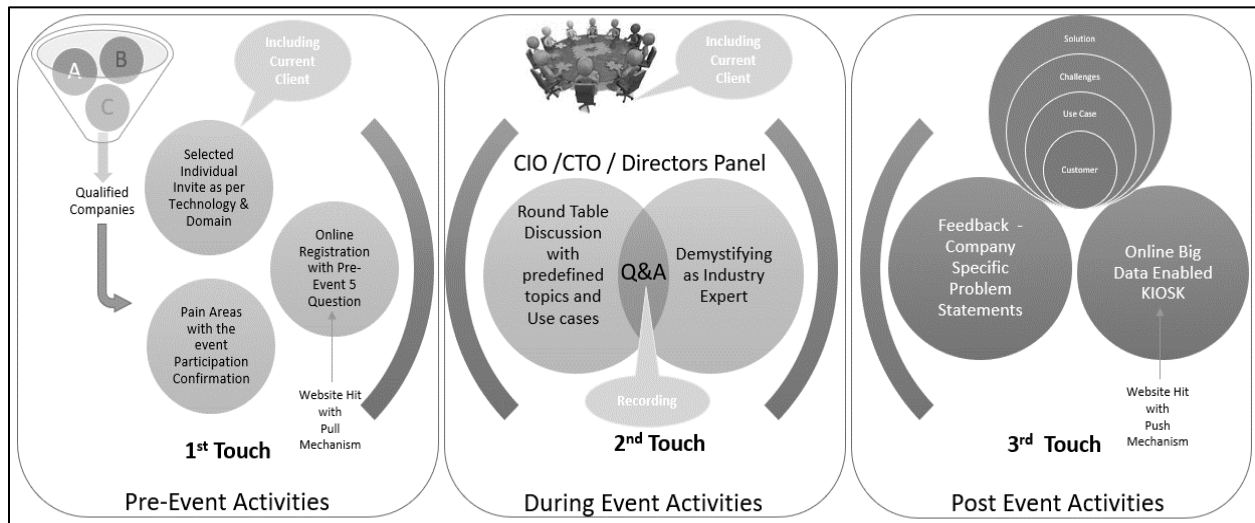 A
B
C
Qualified
Companies
Including
Current
Client
Selected
Individual
Invite as per
Technology &
Domain
Online
Registration
with Pre-
Event 5
Question
Pain Areas
with the
event
Participation
Confirmation
Website Hit
with
Pull
Mechanism
1st Touch
Pre-Event Activities
Including
Current
Client
CIO /CTO / Directors Panel
Round Table
Discussion
with
predefined
topics and
Use cases
Q&A
Demystifying
as Industry
Expert
Recording
2nd Touch
During Event Activities
Solution
Challenges
Use Case
Customer
Feedback -
Company
Specific
Problem
Statements
Online Big
Data Enabled
KIOSK
Website Hit
with
Push
Mechanism
3rd Touch
Post Event Activities